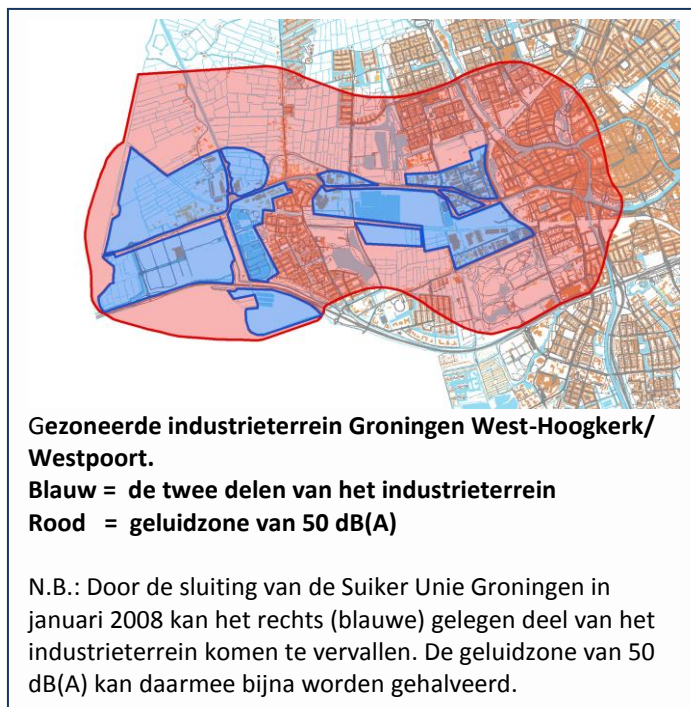 Gezoneerde industrieterrein Groningen West-Hoogkerk/
Westpoort.
Blauw = de twee delen van het industrieterrein
Rood = geluidzone van 50 dB(A)
N.B.: Door de sluiting van de Suiker Unie Groningen in
januari 2008 kan het rechts (blauwe) gelegen deel van het
industrieterrein komen te vervallen. De geluidzone van 50
dB(A) kan daarmee bijna worden gehalveerd.